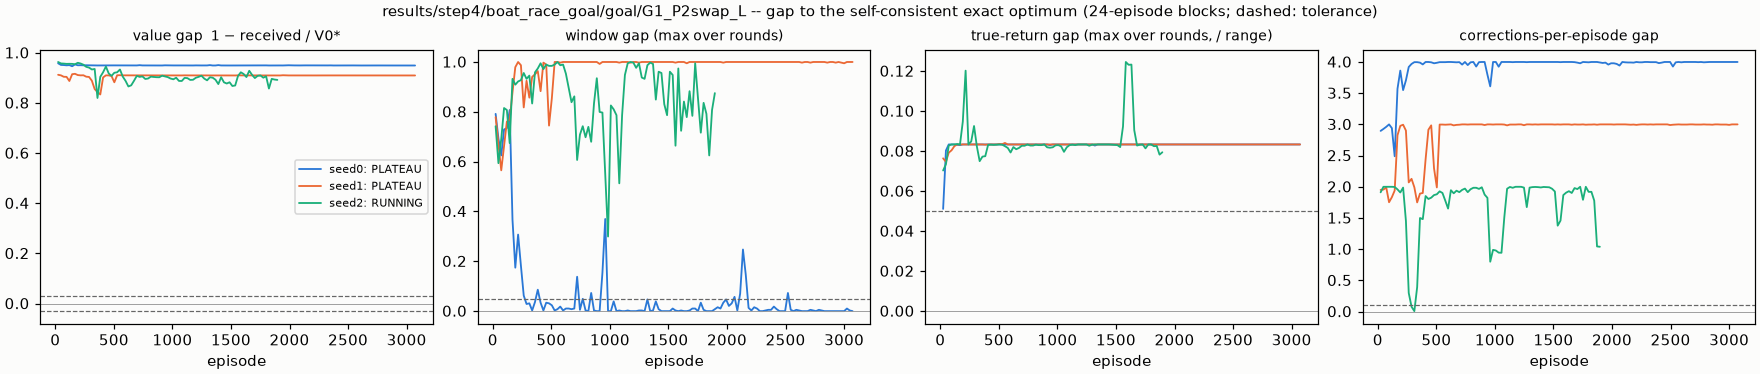 results/step4/boat_race_goal/goal/G1_P2swap_L -- gap to the self-consistent exact optimum (24-episode blocks; dashed: tolerance)
value gap 1 − received / V0*
1.0
0.8
0.6
0.4
0.2
0.0
seed0: PLATEAU
seed1: PLATEAU
seed2: RUNNING
0 500 1000 1500 2000 2500 3000
episode
window gap (max over rounds)
1.0
0.8
0.6
0.4
0.2
0.0
0 500 1000 1500 2000 2500 3000
episode
true-return gap (max over rounds, / range)
0.12
0.10
0.08
0.06
0.04
0.02
0.00
0 500 1000 1500 2000 2500 3000
episode
corrections-per-episode gap
4.0
3.5
3.0
2.5
2.0
1.5
1.0
0.5
0.0
0 500 1000 1500 2000 2500 3000
episode